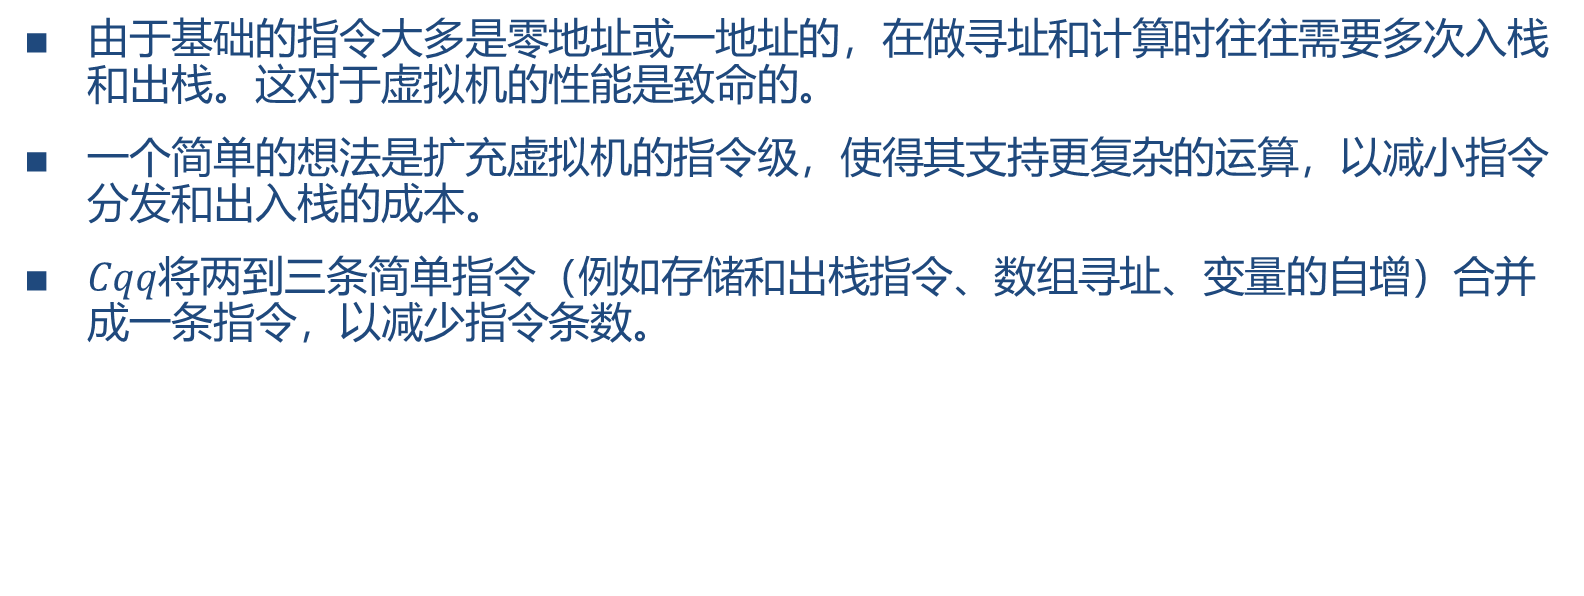 ■ 由于基础的指令大多是零地址或一地址的，在做寻址和计算时往往需要多次入栈
和出栈。这对于虚拟机的性能是致命的。
■ 一个简单的想法是扩充虚拟机的指令级，使得其支持更复杂的运算，以减小指令
分发和出入栈的成本。
■ Cqq将两到三条简单指令（例如存储和出栈指令、数组寻址、变量的自增）合并
成一条指令，以减少指令条数。